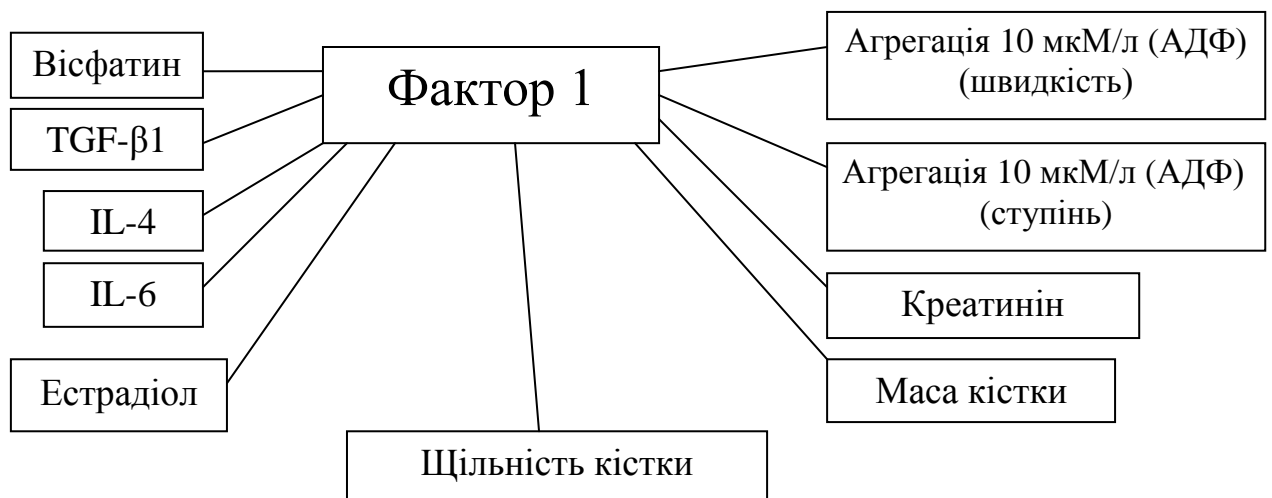 Вісфатин
TGF-β1
IL-4
IL-6
Естрадіол
Фактор 1
Щільність кістки
Агрегація 10 мкМ/л (АДФ)
(швидкість)
Агрегація 10 мкМ/л (АДФ)
(ступінь)
Креатинін
Маса кістки